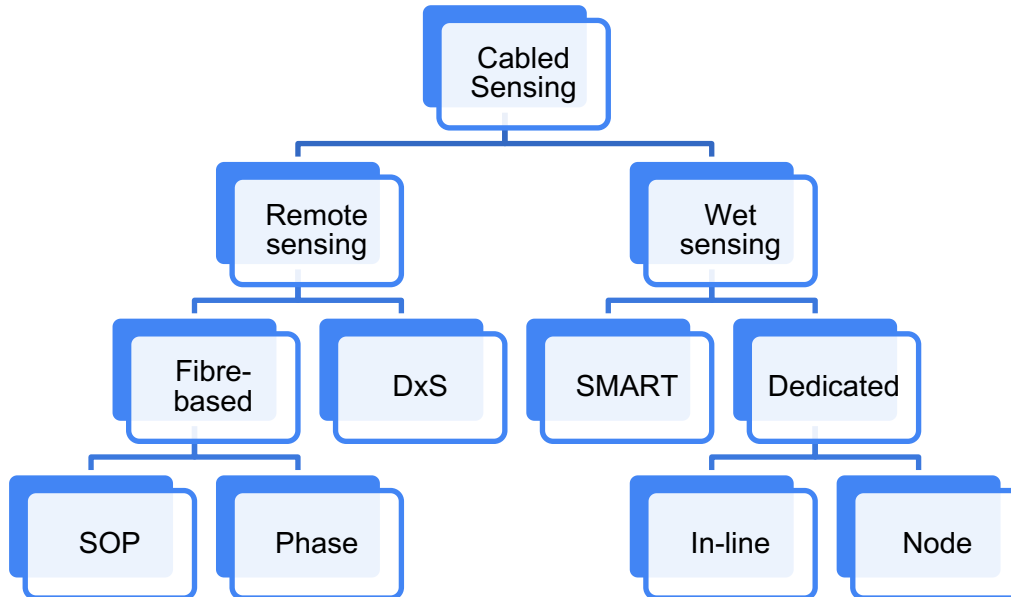 Cabled
Sensing
Remote
sensing
Wet
sensing
Fibre-
based
DxS
SMART
Dedicated
SOP
Phase
In-line
Node